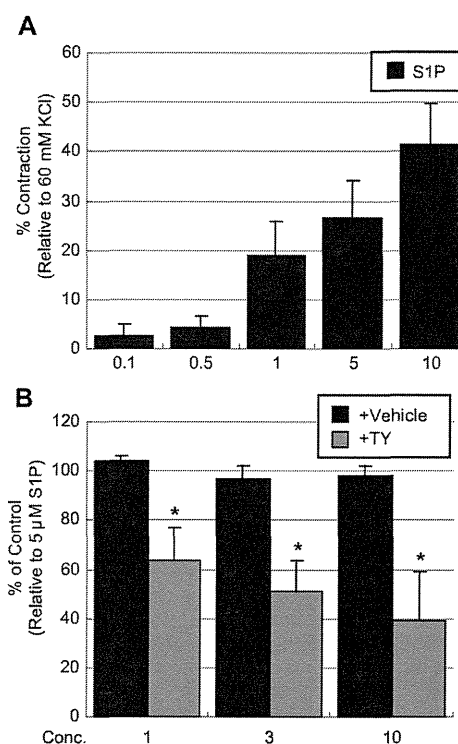 A
% Contraction
(Relative to 60 mM KCl)
60
50
40
30
20
10
0
S1P
0.1 0.5 1 5 10
B
% of Control
(Relative to 5 µM S1P)
120
100
80
60
40
20
0
+Vehicle
+TY
* * *
Conc. 1 3 10